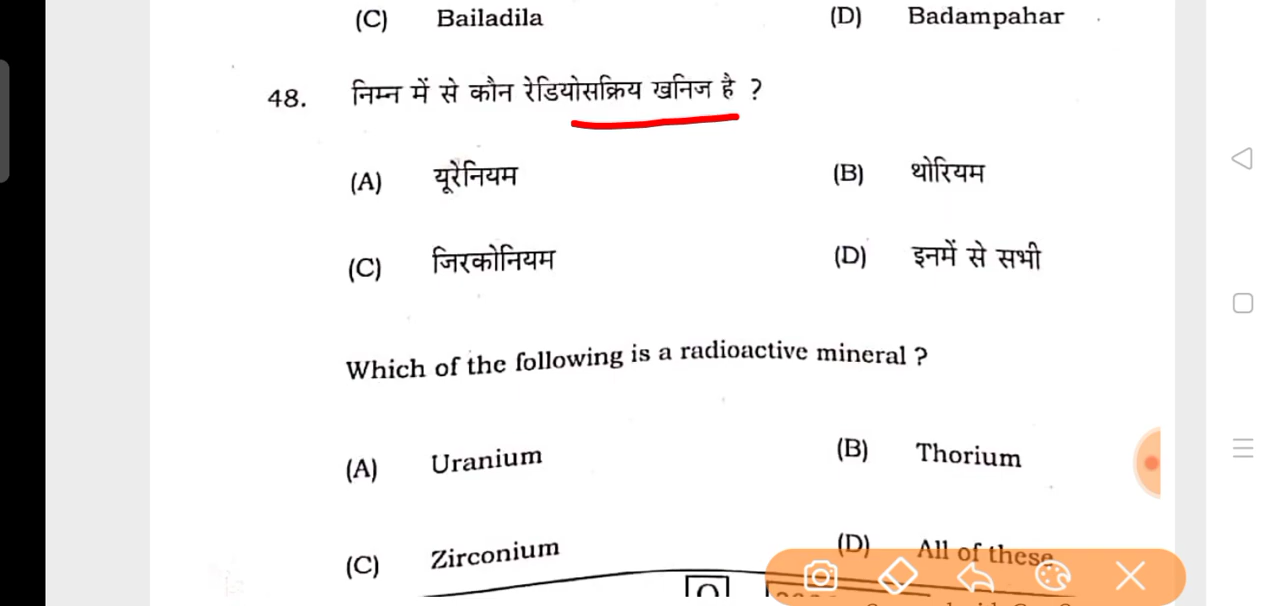 (C) Bailadila (D) Badampahar
48. निम्न में से कौन रेडियोसक्रिय खनिज है ?
(A) यूरेनियम (B) थोरियम
(C) जिरकोनियम (D) इनमें से सभी
Which of the following is a radioactive mineral ?
(A) Uranium (B) Thorium
(C) Zirconium (D) All of these